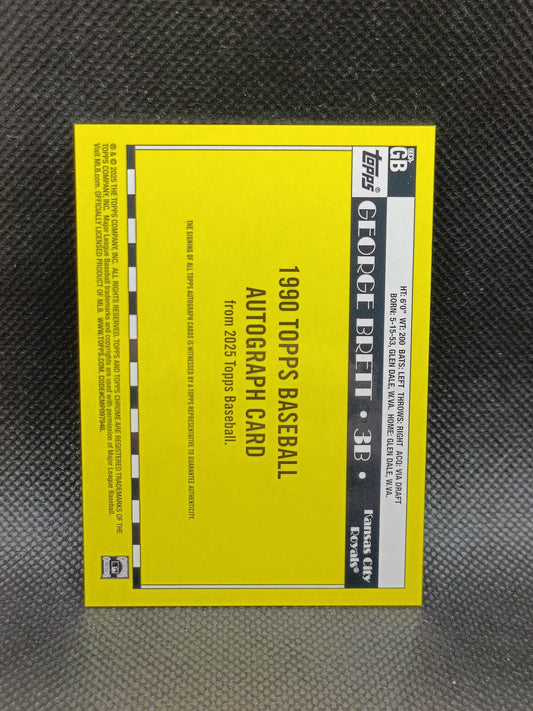 90CA-
GB
HT: 6'0" WT: 200 BATS: LEFT THROWS: RIGHT ACQ: VIA DRAFT
BORN: 5-15-53, GLEN DALE, W.VA. HOME: GLEN DALE, W.VA.
topps®
GEORGE BRETT • 3B •
Kansas City
Royals®
1990 TOPPS BASEBALL
AUTOGRAPH CARD
from 2025 Topps Baseball.
THE SIGNING OF ALL TOPPS AUTOGRAPH CARDS IS WITNESSED BY A TOPPS REPRESENTATIVE TO GUARANTEE AUTHENTICITY.
® & © 2025 THE TOPPS COMPANY, INC. ALL RIGHTS RESERVED. TOPPS AND TOPPS CHROME ARE REGISTERED TRADEMARKS OF THE
TOPPS COMPANY, INC. Major League Baseball trademarks and copyrights are used with permission of Major League Baseball.
Visit MLB.com. OFFICIALLY LICENSED PRODUCT OF MLB. WWW.TOPPS.COM. CODE#CMP097946.